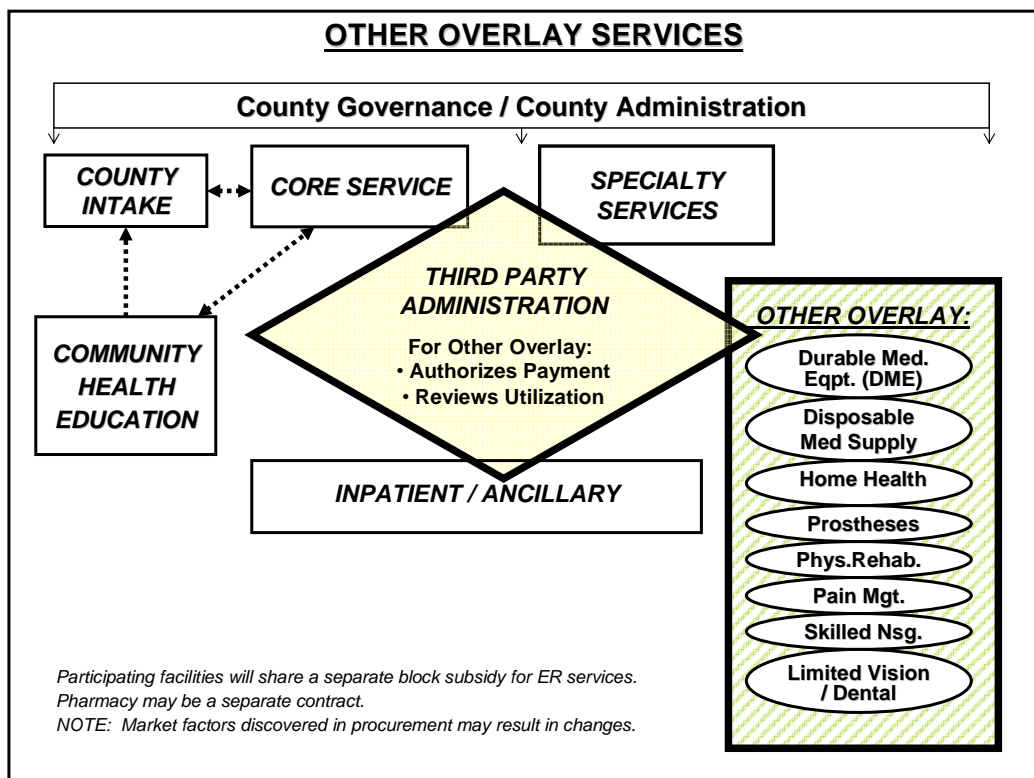 OTHER OVERLAY SERVICES
County Governance / County Administration
COUNTY
INTAKE
CORE SERVICE
SPECIALTY
SERVICES
THIRD PARTY
ADMINISTRATION
For Other Overlay:
• Authorizes Payment
• Reviews Utilization
COMMUNITY
HEALTH
EDUCATION
INPATIENT / ANCILLARY
OTHER OVERLAY:
Durable Med.
Eqpt. (DME)
Disposable
Med Supply
Home Health
Prostheses
Phys.Rehab.
Pain Mgt.
Skilled Nsg.
Limited Vision
/ Dental
Participating facilities will share a separate block subsidy for ER services.
Pharmacy may be a separate contract.
NOTE:  Market factors discovered in procurement may result in changes.